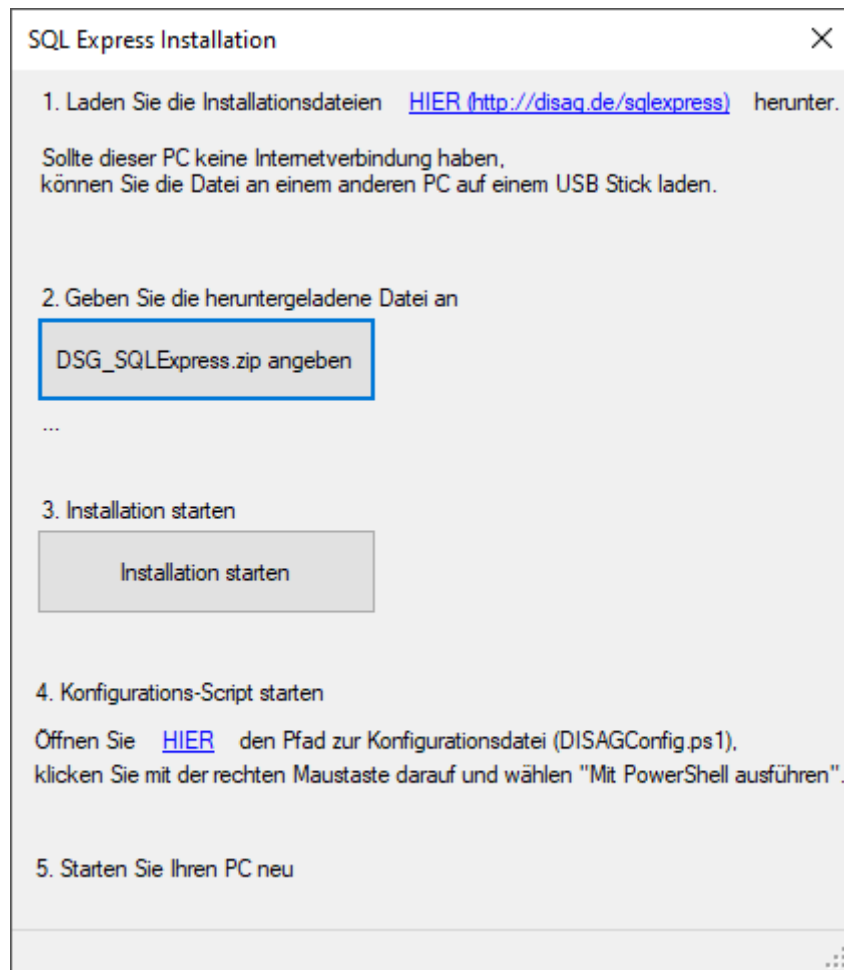 SQL Express Installation
1. Laden Sie die Installationsdateien HIER (http://disag.de/sqlexpress) herunter.
Sollte dieser PC keine Internetverbindung haben,
können Sie die Datei an einem anderen PC auf einem USB Stick laden.
2. Geben Sie die heruntergeladene Datei an
DSG_SQLExpress.zip angeben
...
3. Installation starten
Installation starten
4. Konfigurations-Script starten
Öffnen Sie HIER den Pfad zur Konfigurationsdatei (DISAGConfig.ps1),
klicken Sie mit der rechten Maustaste darauf und wählen "Mit PowerShell ausführen".
5. Starten Sie Ihren PC neu